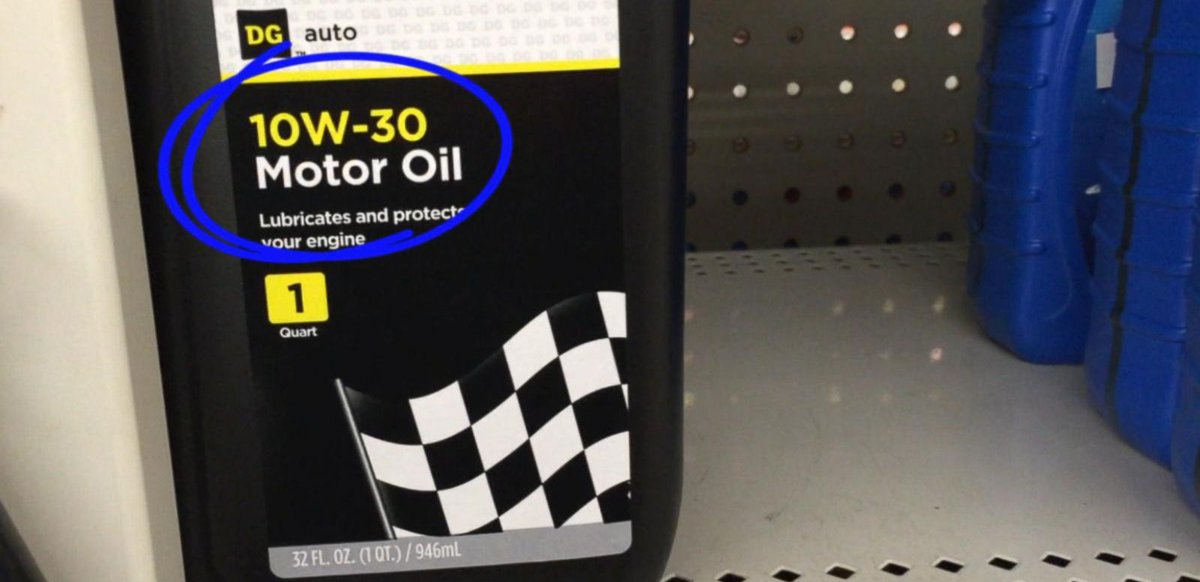 DG auto
10W-30
Motor Oil
Lubricates and protects
your engine
1
Quart
32 FL. OZ. (1 QT.) / 946mL